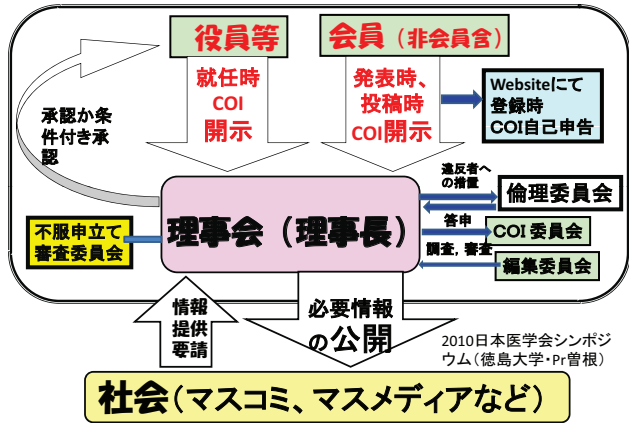 役員等
会員（非会員含）
就任時
COI
開示
発表時、
投稿時
COI開示
Websiteにて
登録時
COI自己申告
承認か条
件付き承
認
違反者へ
の措置
倫理委員会
理事会（理事長）
答申
COI 委員会
不服申立て
審査委員会
調査，審査
編集委員会
情報
提供
要請
必要情報
の公開
2010日本医学会シンポジ
ウム（徳島大学・Pr曽根）
社会（マスコミ、マスメディアなど）